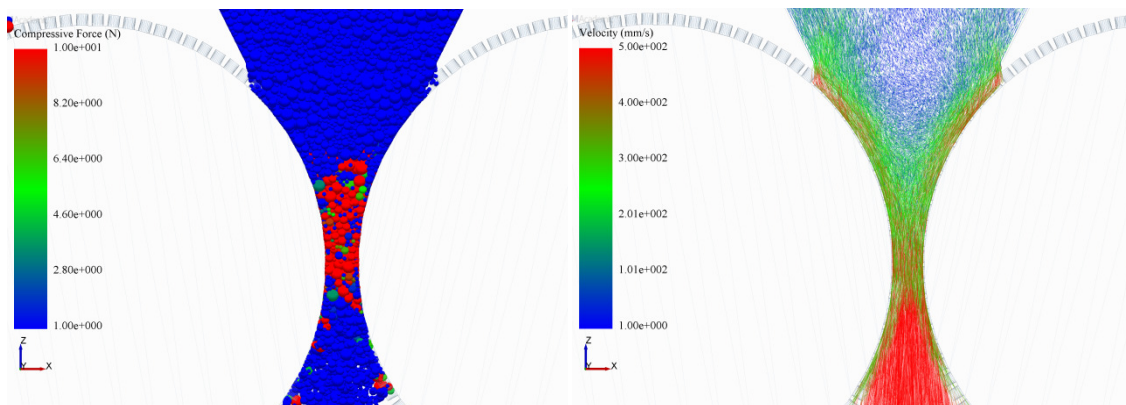 Compressive Force (N)
1.00e+001
8.20e+000
6.40e+000
4.60e+000
2.80e+000
1.00e+000
Z
Y
X
Velocity (mm/s)
5.00e+002
4.00e+002
3.00e+002
2.01e+002
1.01e+002
1.00e+000
Z
Y
X